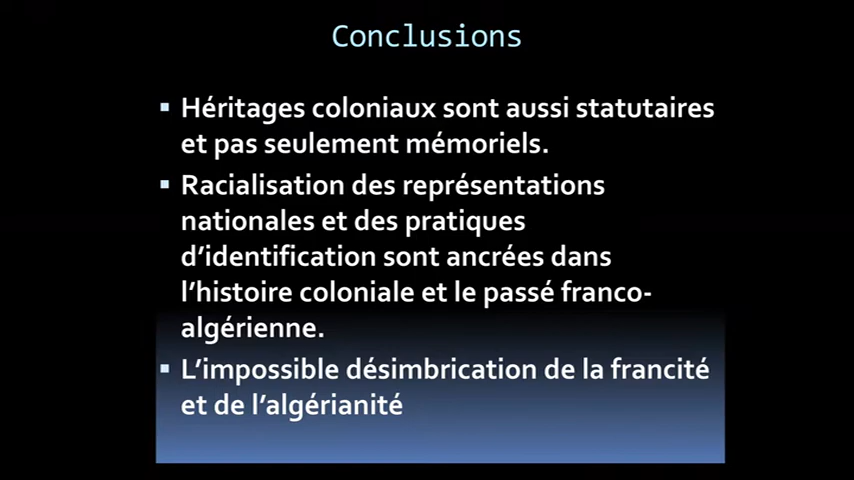 Conclusions
▪ Héritages coloniaux sont aussi statutaires
et pas seulement mémoriels.
▪ Racialisation des représentations
nationales et des pratiques
d'identification sont ancrées dans
l'histoire coloniale et le passé franco-
algérienne.
▪ L'impossible désimbrication de la francité
et de l'algérianité